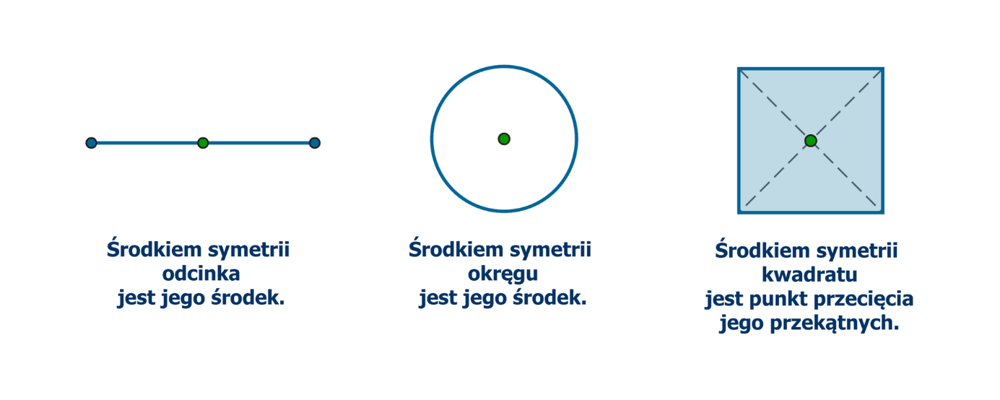 Środkiem symetrii
odcinka
jest jego środek.
Środkiem symetrii
okręgu
jest jego środek.
Środkiem symetrii
kwadratu
jest punkt przecięcia
jego przekątnych.